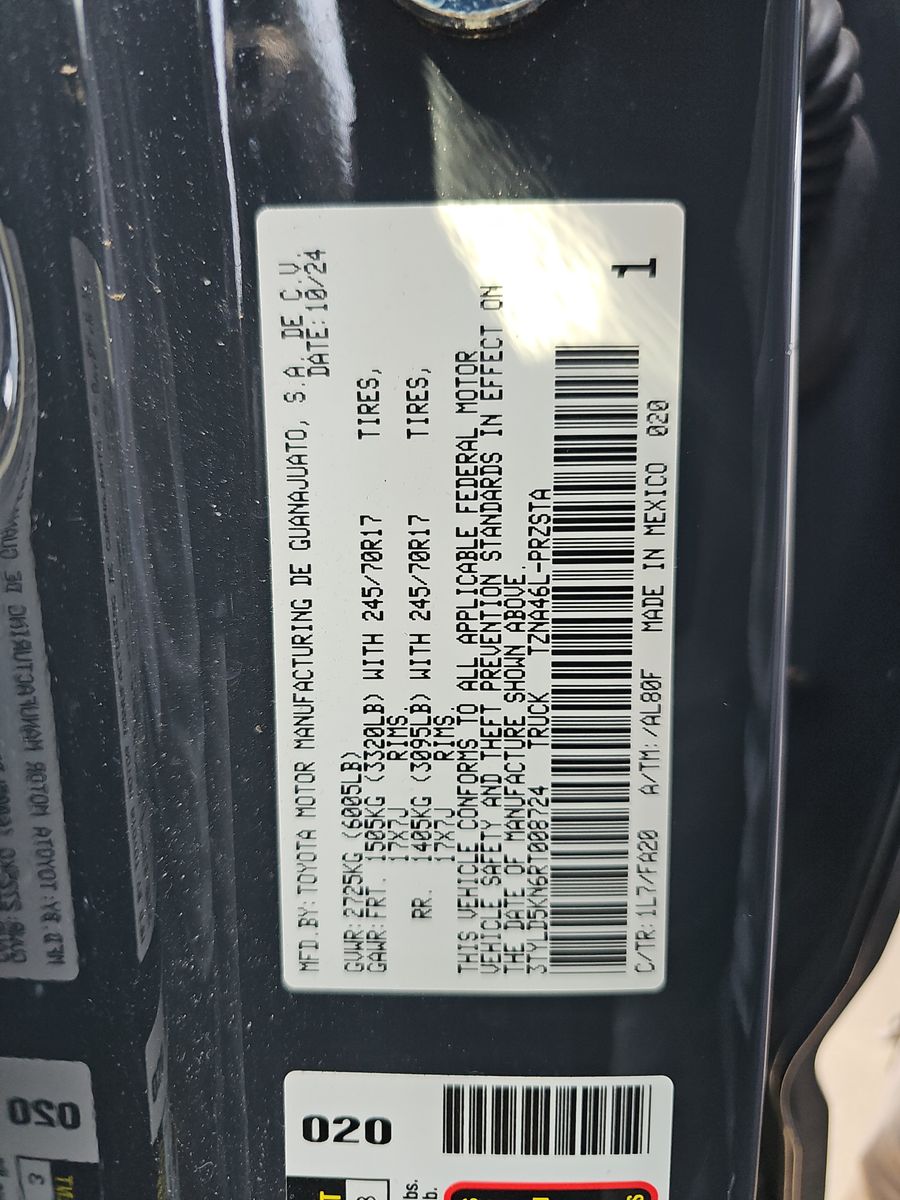 MFD.BY:TOYOTA MOTOR MANUFACTURING DE GUANAJUATO, S.A. DE C.V.
DATE:10/24
GVWR:2725KG (6005LB)
GAWR:FRT. 1505KG (3320LB) WITH 245/70R17 TIRES,
17X7J RIMS,
RR. 1405KG (3095LB) WITH 245/70R17 TIRES,
17X7J RIMS
THIS VEHICLE CONFORMS TO ALL APPLICABLE FEDERAL MOTOR
VEHICLE SAFETY AND THEFT PREVENTION STANDARDS IN EFFECT ON
THE DATE OF MANUFACTURE SHOWN ABOVE.
3TYLD5KN6RT008724 TRUCK TZNA46L-PRZSTA
1
C/TR:1L7/FA20 A/TM:/AL80F MADE IN MEXICO 020
020